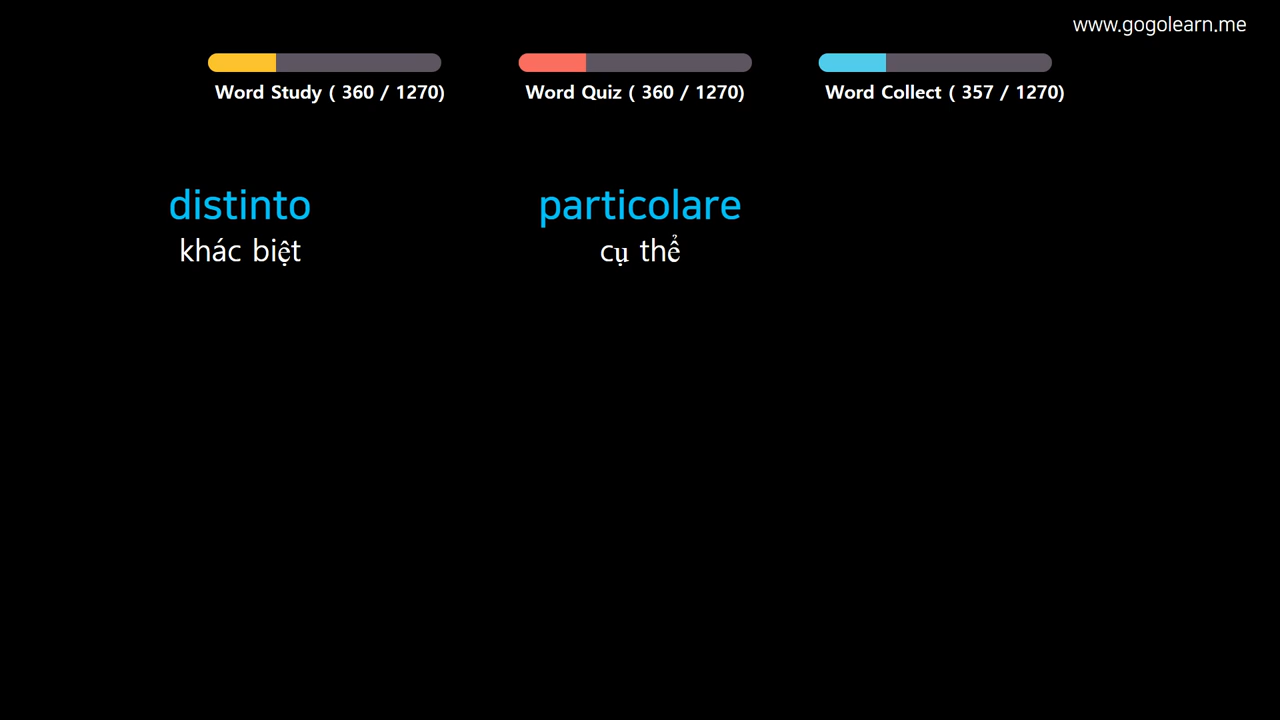 www.gogolearn.me
Word Study ( 360 / 1270)
Word Quiz ( 360 / 1270)
Word Collect ( 357 / 1270)
distinto
khác biệt
particolare
cụ thể